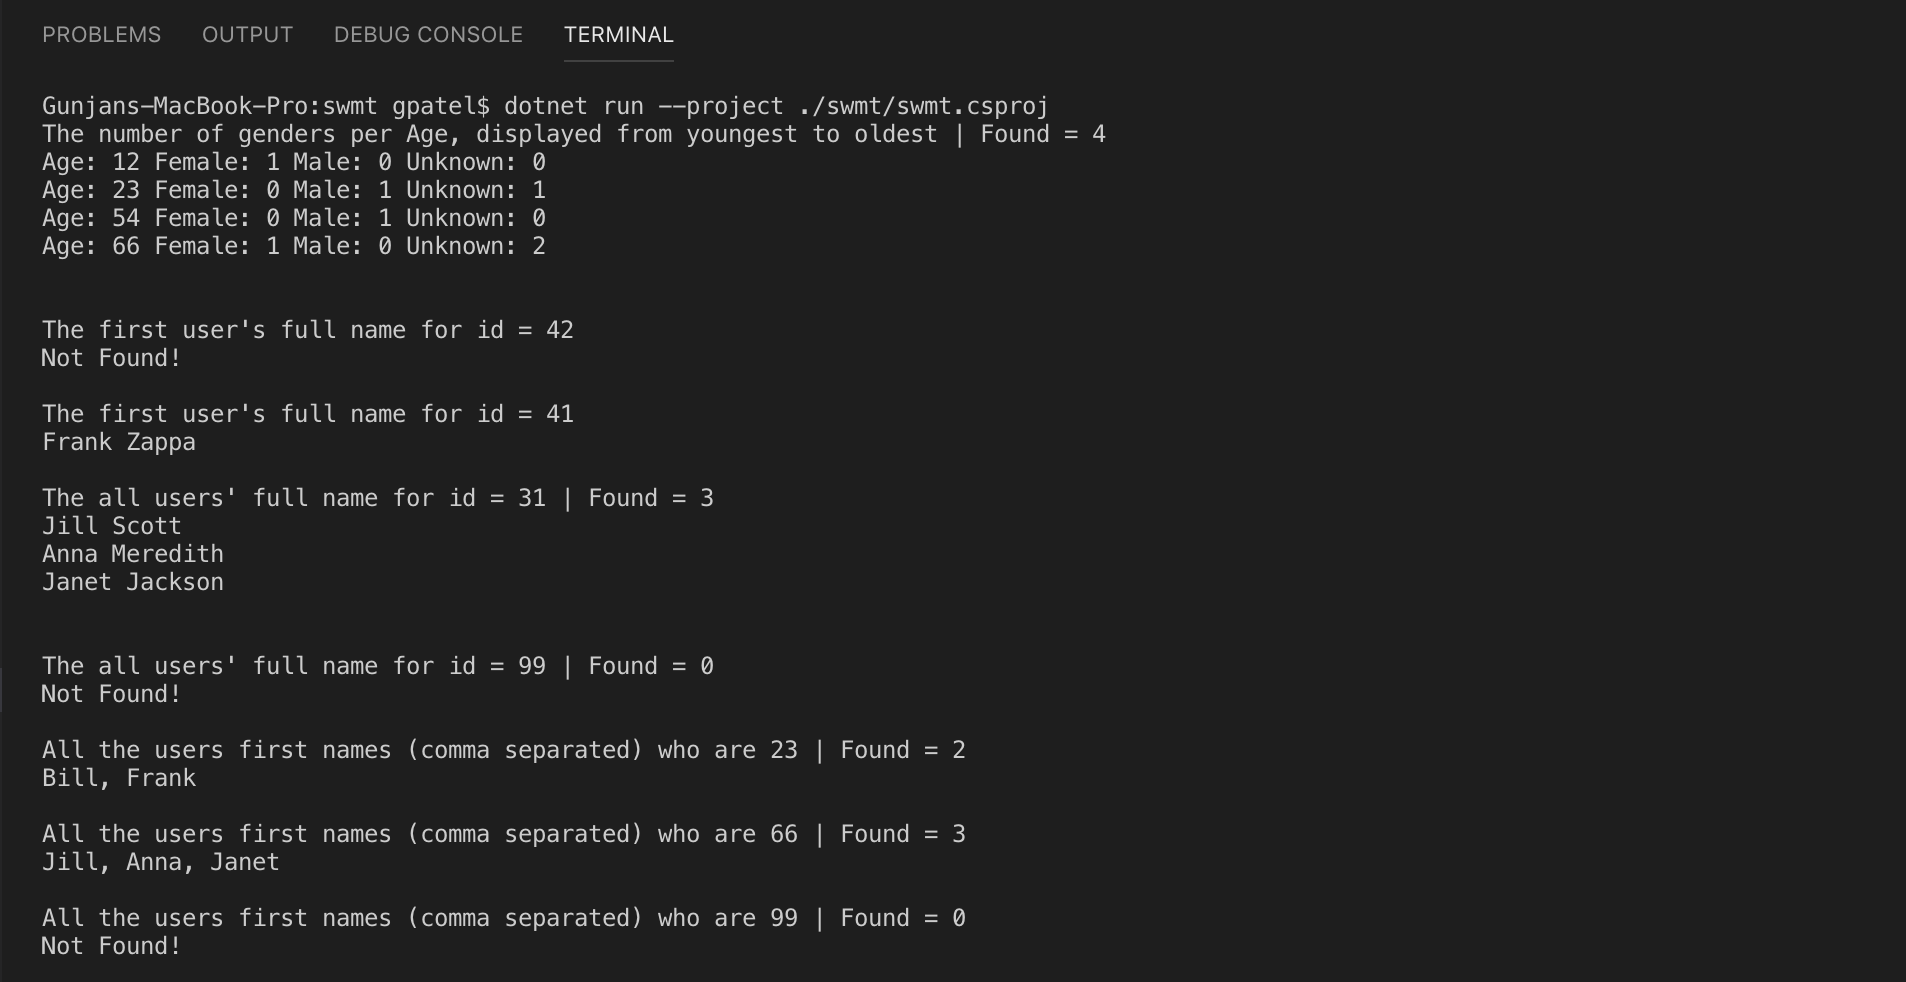 PROBLEMS OUTPUT DEBUG CONSOLE TERMINAL
Gunjans-MacBook-Pro:swmt gpatel$ dotnet run --project ./swmt/swmt.csproj
The number of genders per Age, displayed from youngest to oldest | Found = 4
Age: 12 Female: 1 Male: 0 Unknown: 0
Age: 23 Female: 0 Male: 1 Unknown: 1
Age: 54 Female: 0 Male: 1 Unknown: 0
Age: 66 Female: 1 Male: 0 Unknown: 2
The first user's full name for id = 42
Not Found!
The first user's full name for id = 41
Frank Zappa
The all users' full name for id = 31 | Found = 3
Jill Scott
Anna Meredith
Janet Jackson
The all users' full name for id = 99 | Found = 0
Not Found!
All the users first names (comma separated) who are 23 | Found = 2
Bill, Frank
All the users first names (comma separated) who are 66 | Found = 3
Jill, Anna, Janet
All the users first names (comma separated) who are 99 | Found = 0
Not Found!